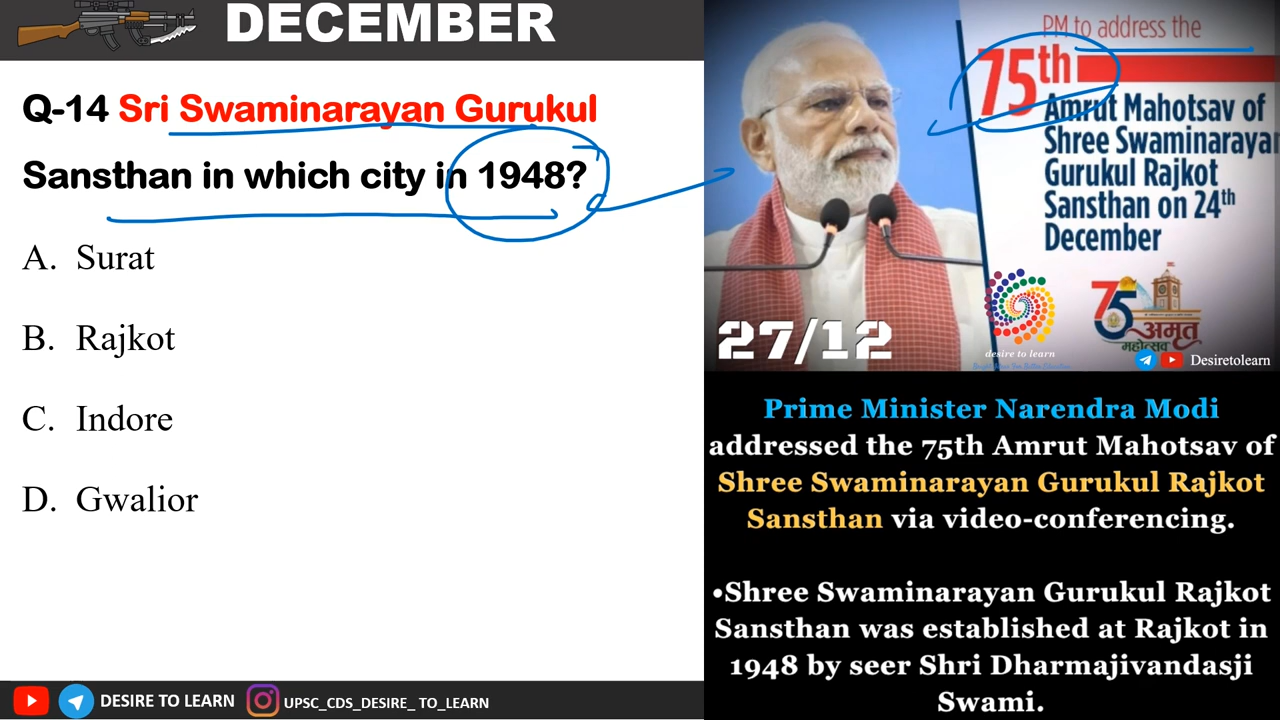 DECEMBER
Q-14 Sri Swaminarayan Gurukul
Sansthan in which city in 1948?
A. Surat
B. Rajkot
C. Indore
D. Gwalior
DESIRE TO LEARN
UPSC_CDS_DESIRE_ TO_LEARN
PM to address the
75th
Amrut Mahotsav of
Shree Swaminaraya
Gurukul Rajkot
Sansthan on 24th
December
75
अमृत
महोत्सव
27/12
desire to learn
Desiretolearn
Prime Minister Narendra Modi
addressed the 75th Amrut Mahotsav of
Shree Swaminarayan Gurukul Rajkot
Sansthan via video-conferencing.
•Shree Swaminarayan Gurukul Rajkot
Sansthan was established at Rajkot in
1948 by seer Shri Dharmajivandasji
Swami.